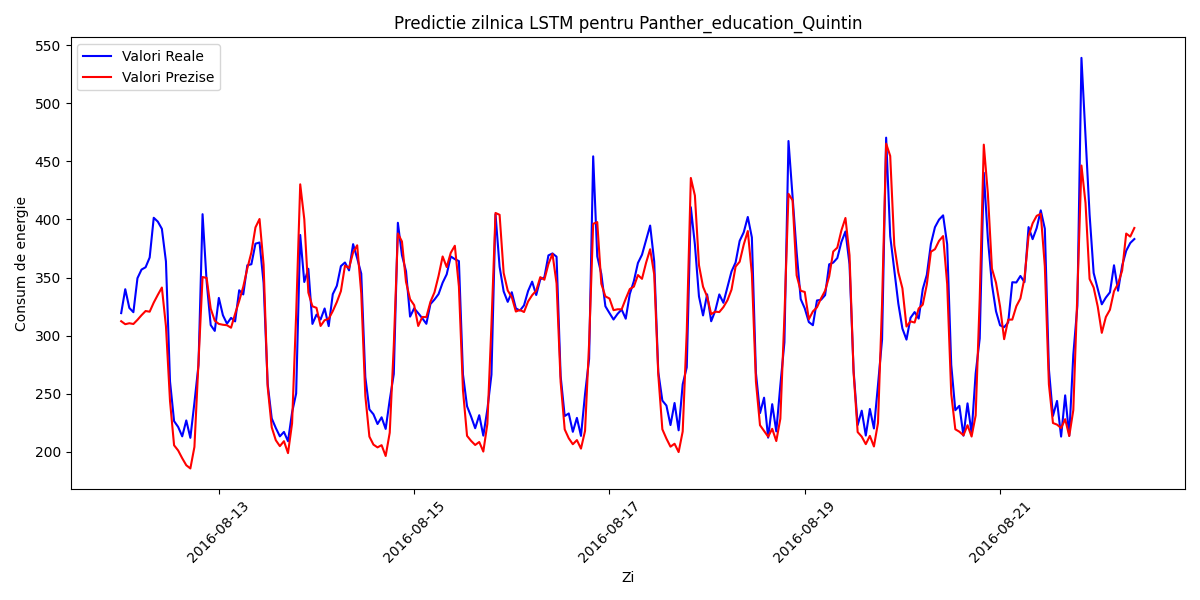 Predictie zilnica LSTM pentru Panther_education_Quintin
Valori Reale
Valori Prezise
Consum de energie
550
500
450
400
350
300
250
200
2016-08-13
2016-08-15
2016-08-17
2016-08-19
2016-08-21
Zi